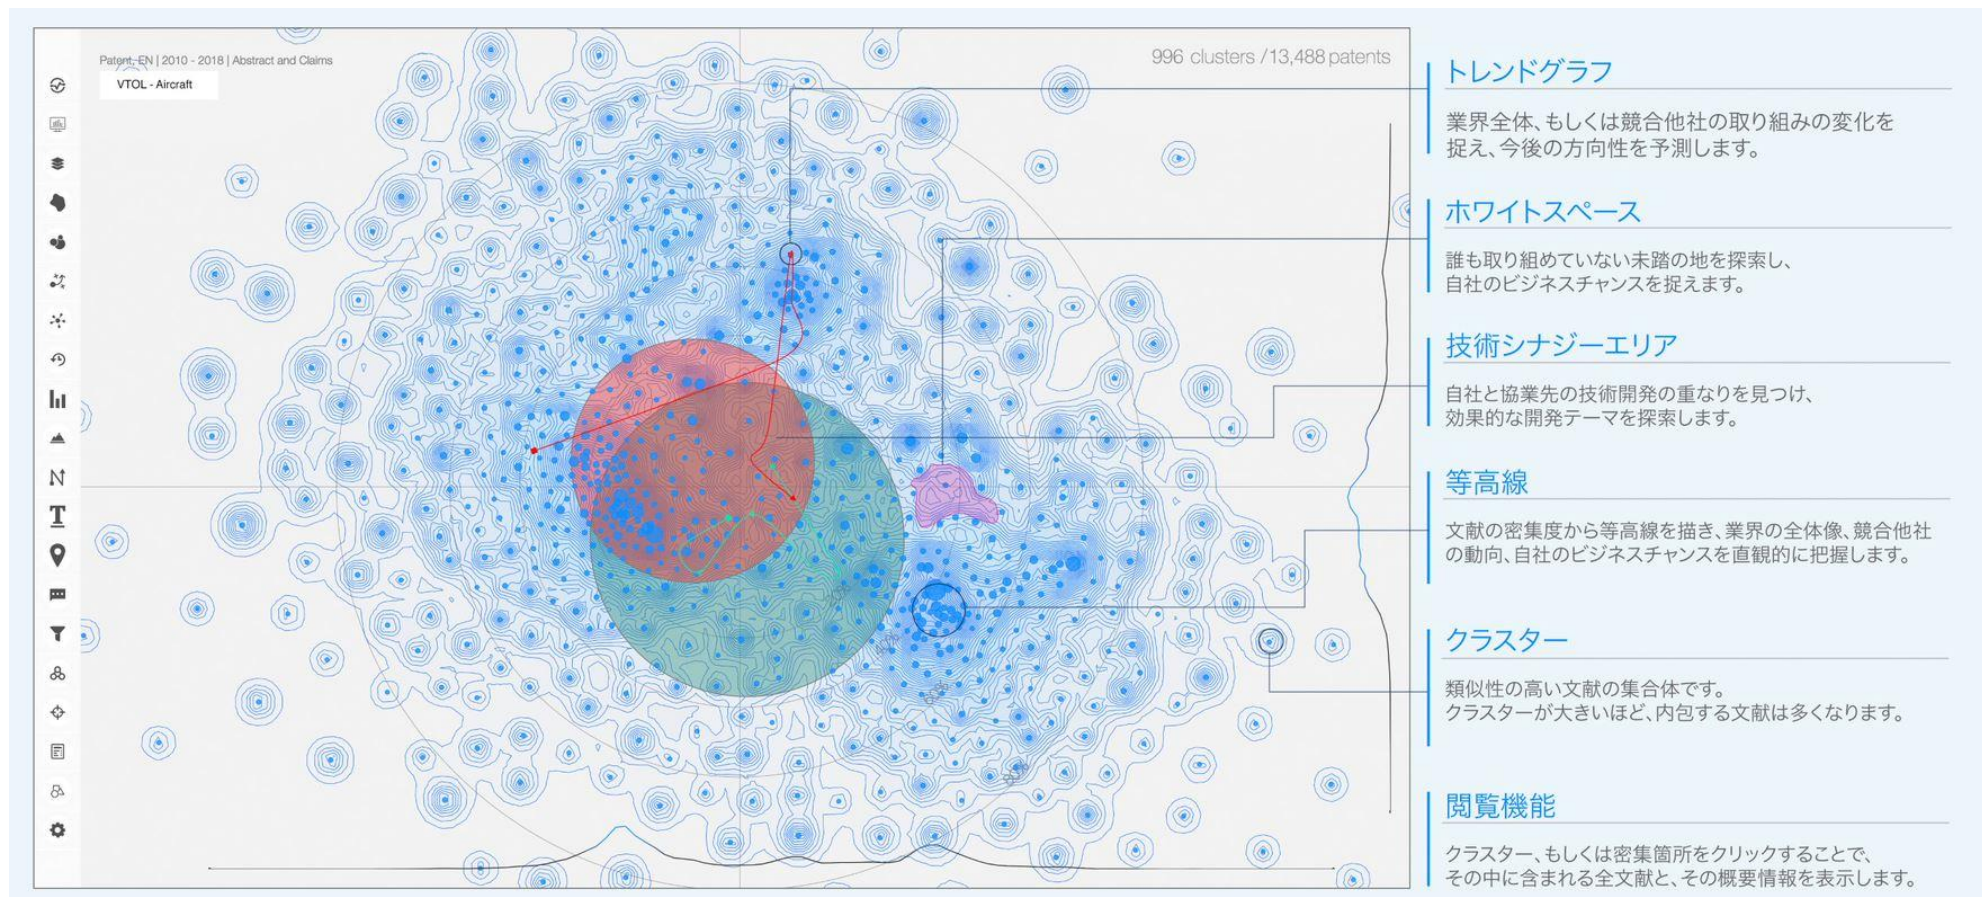 Patent, EN | 2010 - 2018 | Abstract and Claims
VTOL - Aircraft
996 clusters / 13,488 patents
トレンドグラフ
業界全体、もしくは競合他社の取り組みの変化を
捉え、今後の方向性を予測します。
ホワイトスペース
誰も取り組めていない未踏の地を探索し、
自社のビジネスチャンスを捉えます。
技術シナジーエリア
自社と協業先の技術開発の重なりを見つけ、
効果的な開発テーマを探索します。
等高線
文献の密集度から等高線を描き、業界の全体像、競合他社
の動向、自社のビジネスチャンスを直観的に把握します。
クラスター
類似性の高い文献の集合体です。
クラスターが大きいほど、内包する文献は多くなります。
閲覧機能
クラスター、もしくは密集箇所をクリックすることで、
その中に含まれる全文献と、その概要情報を表示します。
40%
60%
80%